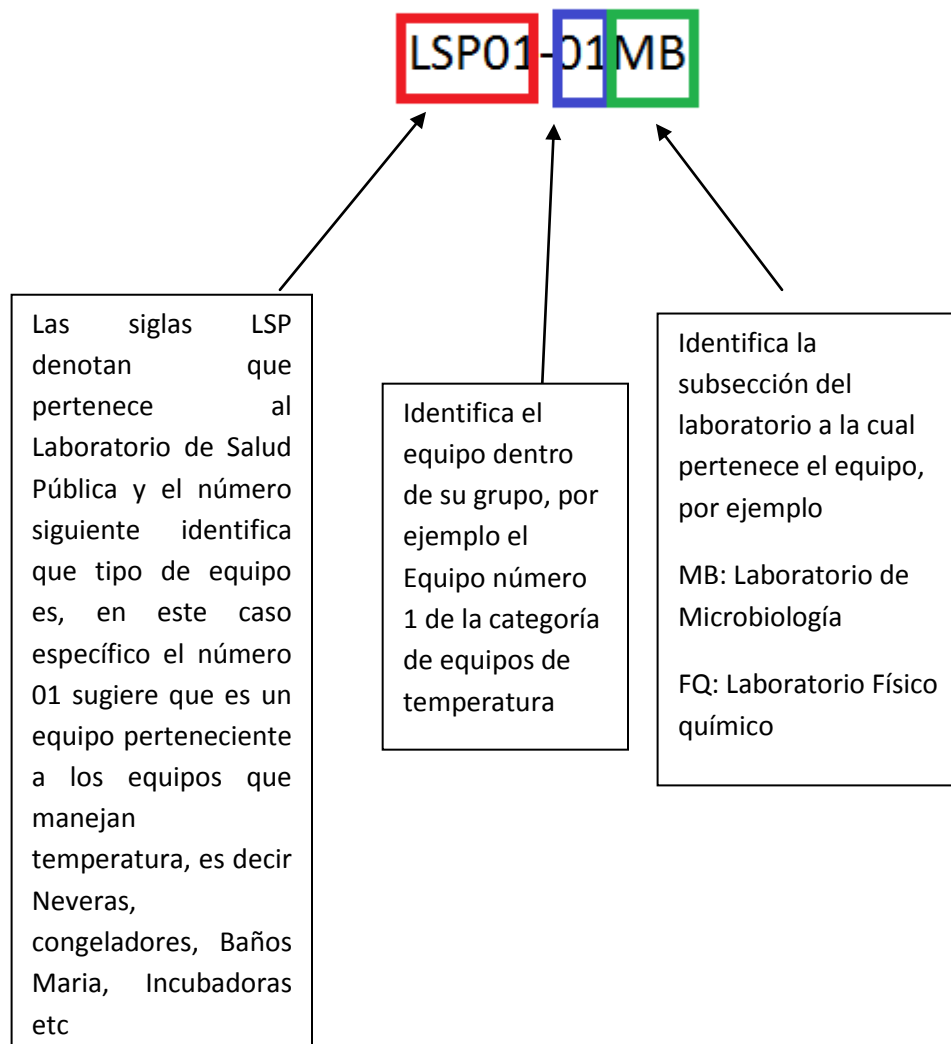 LSP01-01MB
Las siglas LSP
denotan que
pertenece al
Laboratorio de Salud
Pública y el número
siguiente identifica
que tipo de equipo
es, en este caso
específico el número
01 sugiere que es un
equipo perteneciente
a los equipos que
manejan
temperatura, es decir
Neveras,
congeladores, Baños
Maria, Incubadoras
etc
Identifica el
equipo dentro
de su grupo, por
ejemplo el
Equipo número
1 de la categoría
de equipos de
temperatura
Identifica la
subsección del
laboratorio a la cual
pertenece el equipo,
por ejemplo
MB: Laboratorio de
Microbiología
FQ: Laboratorio Físico
químico